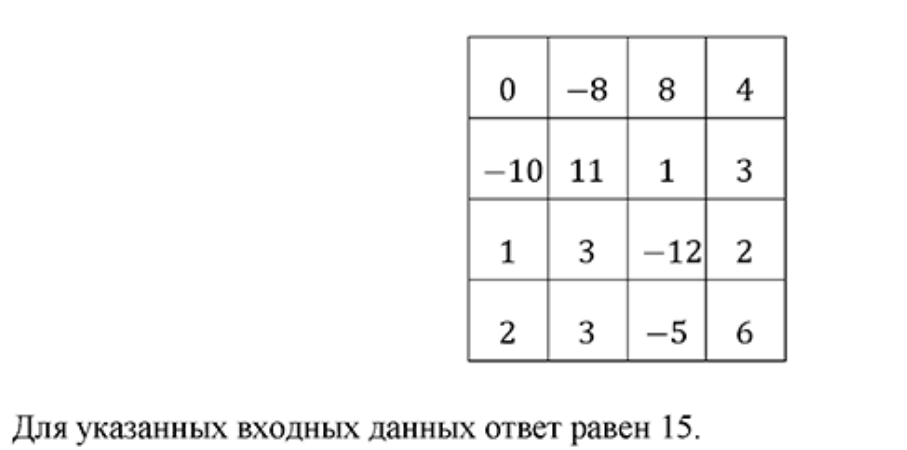 0 −8 8 4
−10 11 1 3
1 3 −12 2
2 3 −5 6
Для указанных входных данных ответ равен 15.